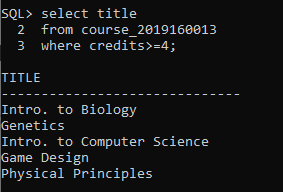 SQL> select title
  2  from course_2019160013
  3  where credits>=4;
TITLE
------------------------------
Intro. to Biology
Genetics
Intro. to Computer Science
Game Design
Physical Principles